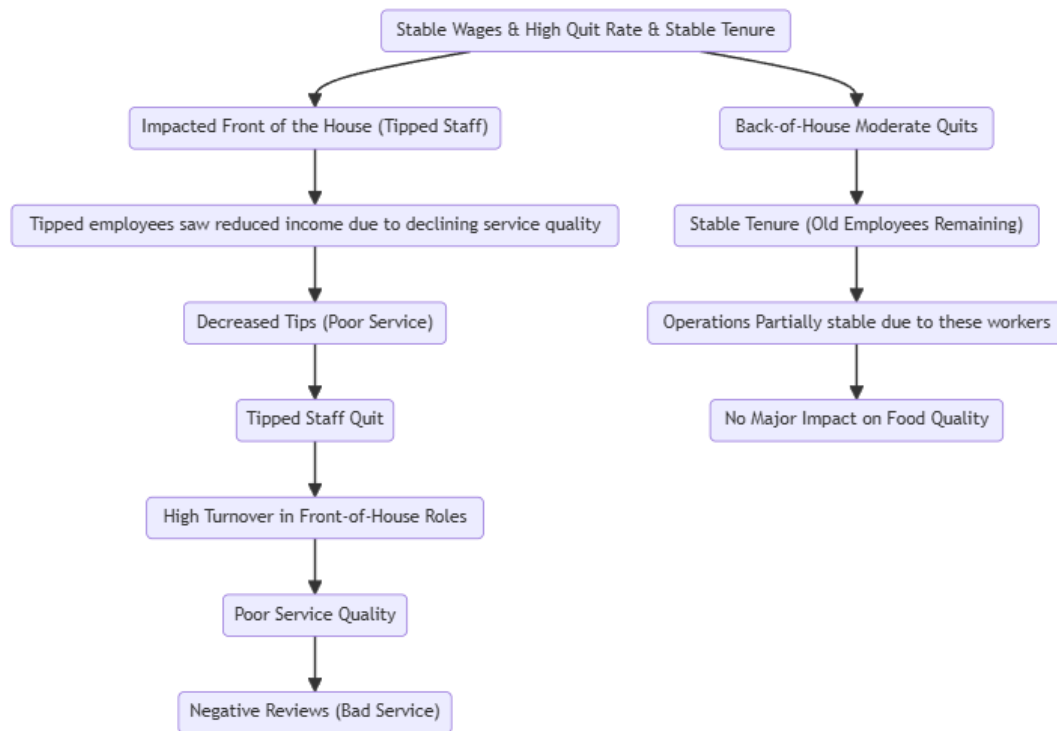 Stable Wages & High Quit Rate & Stable Tenure
Impacted Front of the House (Tipped Staff)
Back-of-House Moderate Quits
Tipped employees saw reduced income due to declining service quality
Stable Tenure (Old Employees Remaining)
Decreased Tips (Poor Service)
Operations Partially stable due to these workers
Tipped Staff Quit
No Major Impact on Food Quality
High Turnover in Front-of-House Roles
Poor Service Quality
Negative Reviews (Bad Service)